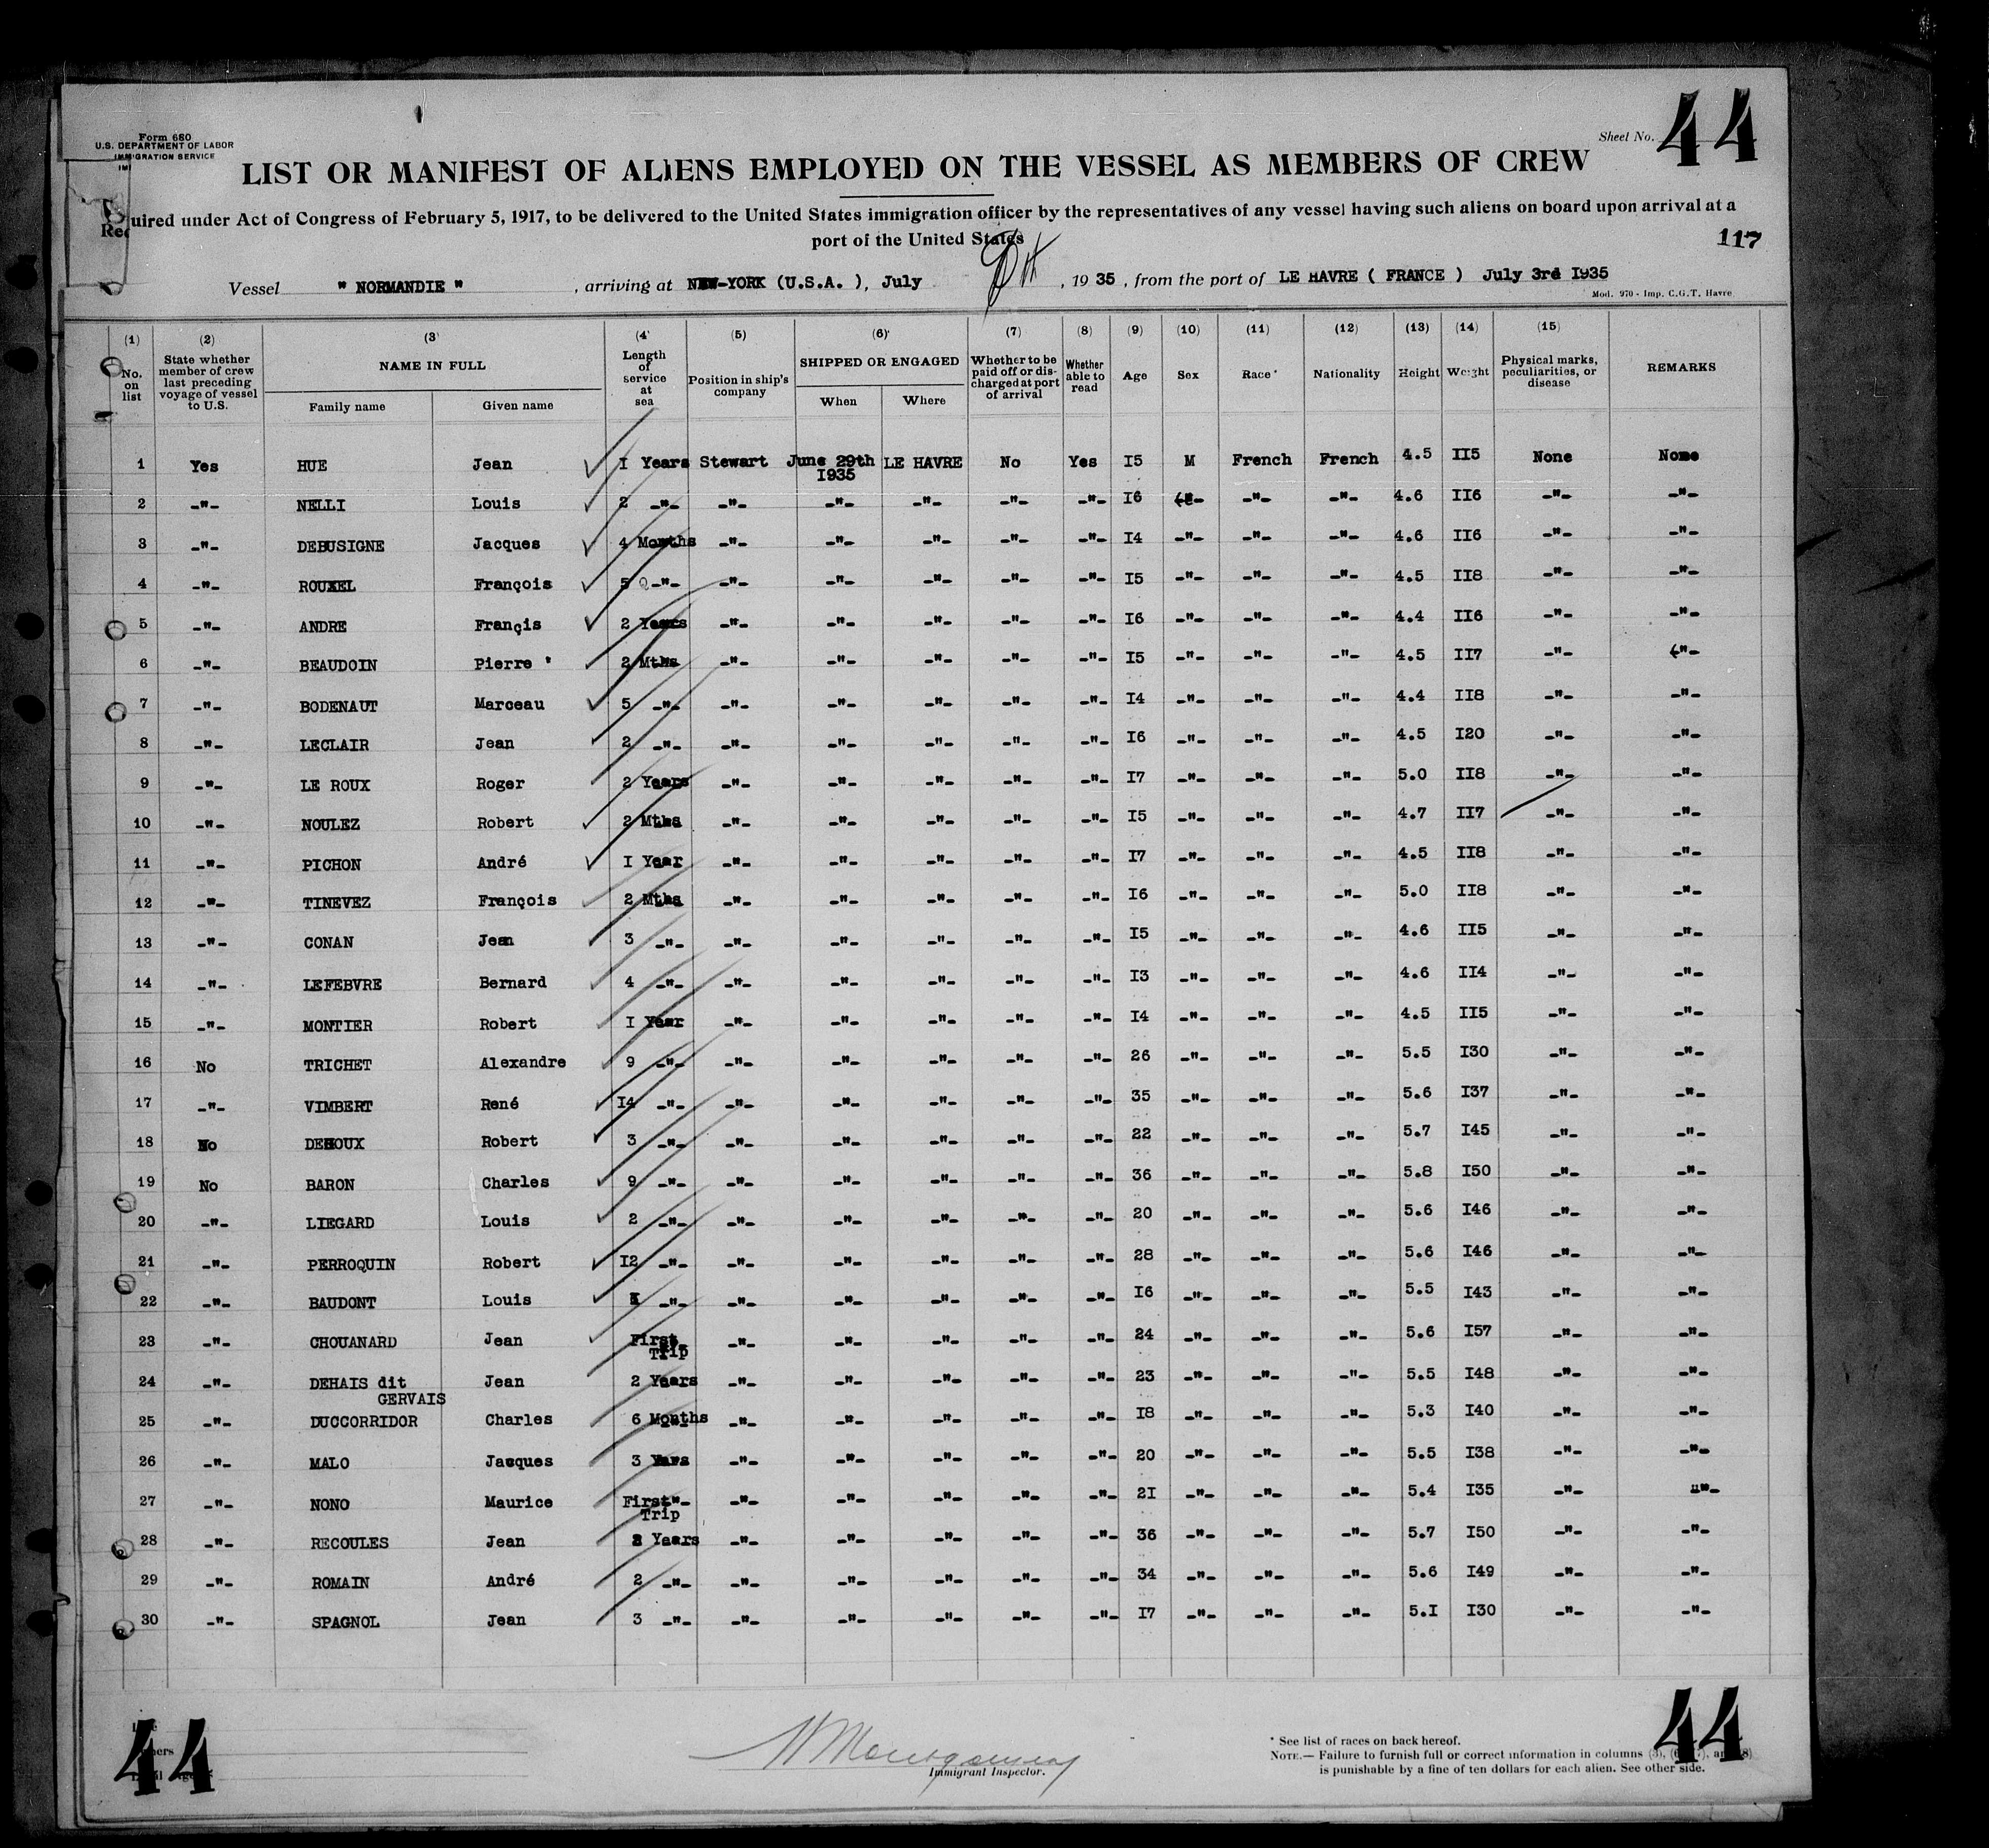 Form 680
U.S. DEPARTMENT OF LABOR
IMMIGRATION SERVICE
Sheet No. 44
LIST OR MANIFEST OF ALIENS EMPLOYED ON THE VESSEL AS MEMBERS OF CREW
Required under Act of Congress of February 5, 1917, to be delivered to the United States immigration officer by the representatives of any vessel having such aliens on board upon arrival at a
port of the United States
117
Vessel " NORMANDIE " , arriving at NEW-YORK (U.S.A. ), July , 19 35 , from the port of LE HAVRE ( FRANCE ) July 3rd I935
Mod. 970 - Imp. C.G.T. Havre
(1) (2) (3) (4) (5) (6) (7) (8) (9) (10) (11) (12) (13) (14) (15)
No. on list State whether member of crew last preceding voyage of vessel to U.S. NAME IN FULL Family name Given name Length of service at sea Position in ship's company SHIPPED OR ENGAGED When Where Whether to be paid off or discharged at port of arrival Whether able to read Age Sex Race * Nationality Height Weight Physical marks, peculiarities, or disease REMARKS
1 Yes HUE Jean I Years Stewart June 29th I935 LE HAVRE No Yes I5 M French French 4.5 II5 None None
2 -"- NELLI Louis 2 -"- -"- -"- -"- -"- -"- I6 -"- -"- -"- 4.6 II6 -"- -"-
3 -"- DEBUSIGNE Jacques 4 Months -"- -"- -"- -"- -"- I4 -"- -"- -"- 4.6 II6 -"- -"-
4 -"- ROUXEL François 5 -"- -"- -"- -"- -"- -"- I5 -"- -"- -"- 4.5 II8 -"- -"-
5 -"- ANDRE Françis 2 Years -"- -"- -"- -"- -"- I6 -"- -"- -"- 4.4 II6 -"- -"-
6 -"- BEAUDOIN Pierre ' 2 Mths -"- -"- -"- -"- -"- I5 -"- -"- -"- 4.5 II7 -"- -"-
7 -"- BODENAUT Marceau 5 -"- -"- -"- -"- -"- -"- I4 -"- -"- -"- 4.4 II8 -"- -"-
8 -"- LECLAIR Jean 2 -"- -"- -"- -"- -"- -"- I6 -"- -"- -"- 4.5 I20 -"- -"-
9 -"- LE ROUX Roger 2 Years -"- -"- -"- -"- -"- I7 -"- -"- -"- 5.0 II8 -"- -"-
10 -"- NOULEZ Robert 2 Mths -"- -"- -"- -"- -"- I5 -"- -"- -"- 4.7 II7 -"- -"-
11 -"- PICHON André I Year -"- -"- -"- -"- -"- I7 -"- -"- -"- 4.5 II8 -"- -"-
12 -"- TINEVEZ François 2 Mths -"- -"- -"- -"- -"- I6 -"- -"- -"- 5.0 II8 -"- -"-
13 -"- CONAN Jean 3 -"- -"- -"- -"- -"- -"- I5 -"- -"- -"- 4.6 II5 -"- -"-
14 -"- LEFEBVRE Bernard 4 -"- -"- -"- -"- -"- -"- I3 -"- -"- -"- 4.6 II4 -"- -"-
15 -"- MONTIER Robert I Year -"- -"- -"- -"- -"- I4 -"- -"- -"- 4.5 II5 -"- -"-
16 No TRICHET Alexandre 9 -"- -"- -"- -"- -"- -"- 26 -"- -"- -"- 5.5 I30 -"- -"-
17 -"- VIMBERT René I4 -"- -"- -"- -"- -"- -"- 35 -"- -"- -"- 5.6 I37 -"- -"-
18 No DEHOUX Robert 3 -"- -"- -"- -"- -"- -"- 22 -"- -"- -"- 5.7 I45 -"- -"-
19 No BARON Charles 9 -"- -"- -"- -"- -"- -"- 36 -"- -"- -"- 5.8 I50 -"- -"-
20 -"- LIEGARD Louis 2 -"- -"- -"- -"- -"- -"- 20 -"- -"- -"- 5.6 I46 -"- -"-
21 -"- PERROQUIN Robert I2 -"- -"- -"- -"- -"- -"- 28 -"- -"- -"- 5.6 I46 -"- -"-
22 -"- BAUDONT Louis -"- -"- -"- -"- -"- -"- I6 -"- -"- -"- 5.5 I43 -"- -"-
23 -"- CHOUANARD Jean First Trip -"- -"- -"- -"- -"- 24 -"- -"- -"- 5.6 I57 -"- -"-
24 -"- DEHAIS dit GERVAIS Jean 2 Years -"- -"- -"- -"- -"- 23 -"- -"- -"- 5.5 I48 -"- -"-
25 -"- DUCCORRIDOR Charles 6 Months -"- -"- -"- -"- -"- I8 -"- -"- -"- 5.3 I40 -"- -"-
26 -"- MALO Jacques 3 Yars -"- -"- -"- -"- -"- 20 -"- -"- -"- 5.5 I38 -"- -"-
27 -"- NONO Maurice First"- Trip -"- -"- -"- -"- -"- 2I -"- -"- -"- 5.4 I35 -"- ""-
28 -"- RECOULES Jean Years -"- -"- -"- -"- -"- 36 -"- -"- -"- 5.7 I50 -"- -"-
29 -"- ROMAIN André 2 -"- -"- -"- -"- -"- -"- 34 -"- -"- -"- 5.6 I49 -"- -"-
30 -"- SPAGNOL Jean 3 -"- -"- -"- -"- -"- -"- I7 -"- -"- -"- 5.I I30 -"- -"-
44
Montgomery
Immigrant Inspector.
44
* See list of races on back hereof.
NOTE.— Failure to furnish full or correct information in columns
is punishable by a fine of ten dollars for each alien. See other side.